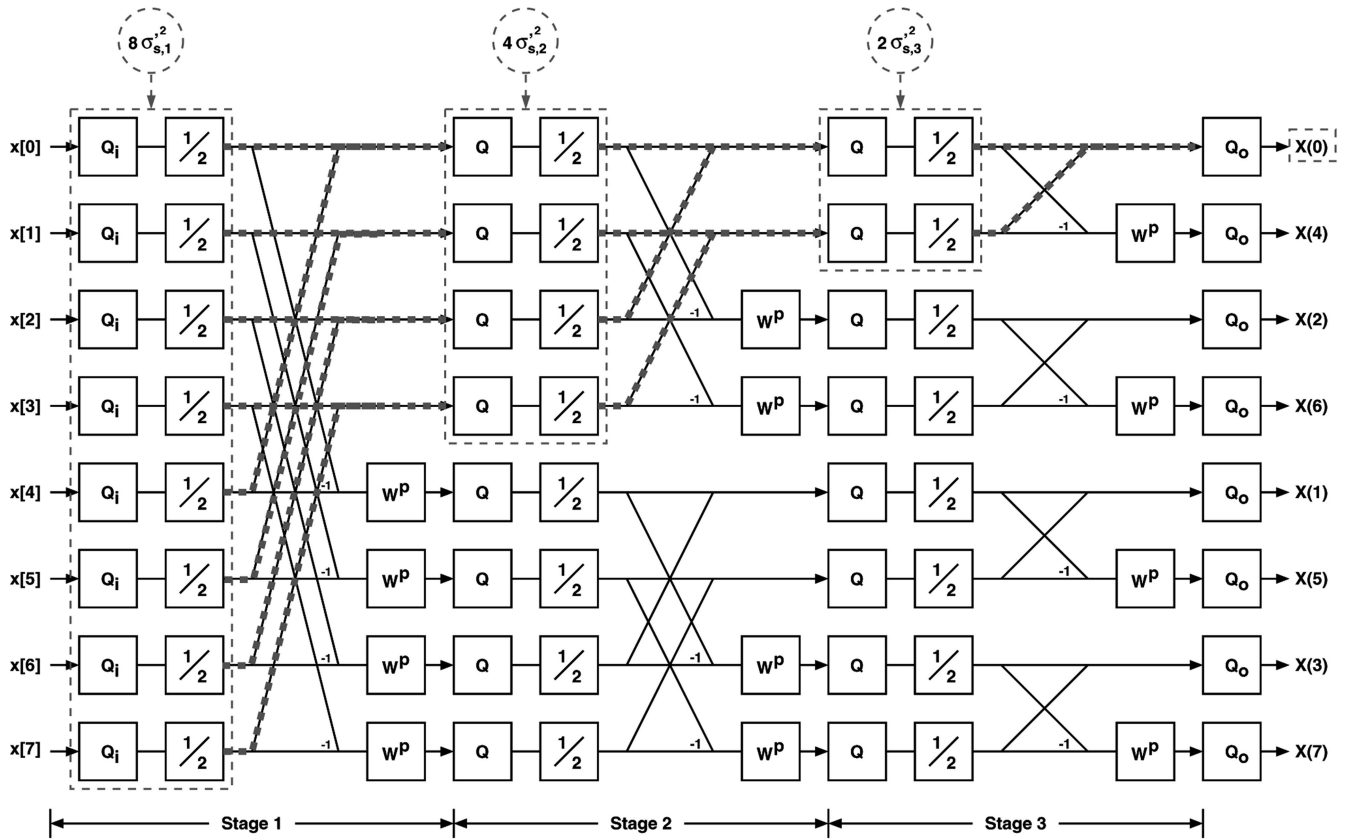 8 σ′²s,1 4 σ′²s,2 2 σ′²s,3
x[0] Qi 1/2 Q 1/2 Q 1/2 Qo X(0)
x[1] Qi 1/2 Q 1/2 Q 1/2 -1 Wp Qo X(4)
x[2] Qi 1/2 Q 1/2 -1 Wp Q 1/2 Qo X(2)
x[3] Qi 1/2 Q 1/2 -1 Wp Q 1/2 -1 Wp Qo X(6)
x[4] Qi 1/2 -1 Wp Q 1/2 Q 1/2 Qo X(1)
x[5] Qi 1/2 -1 Wp Q 1/2 Q 1/2 -1 Wp Qo X(5)
x[6] Qi 1/2 -1 Wp Q 1/2 -1 Wp Q 1/2 Qo X(3)
x[7] Qi 1/2 -1 Wp Q 1/2 -1 Wp Q 1/2 -1 Wp Qo X(7)
Stage 1 Stage 2 Stage 3